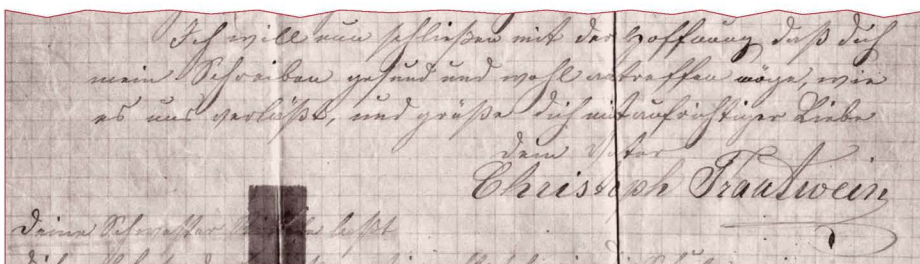 Ich will nun schließen mit der Hoffnung daß dich
mein Schreiben gesund und wohl antreffen möge, wie
es uns verläßt, und grüße dich mit aufrichtiger Liebe
dein Vater
Christoph Trautwein
Deine Schwester läßt